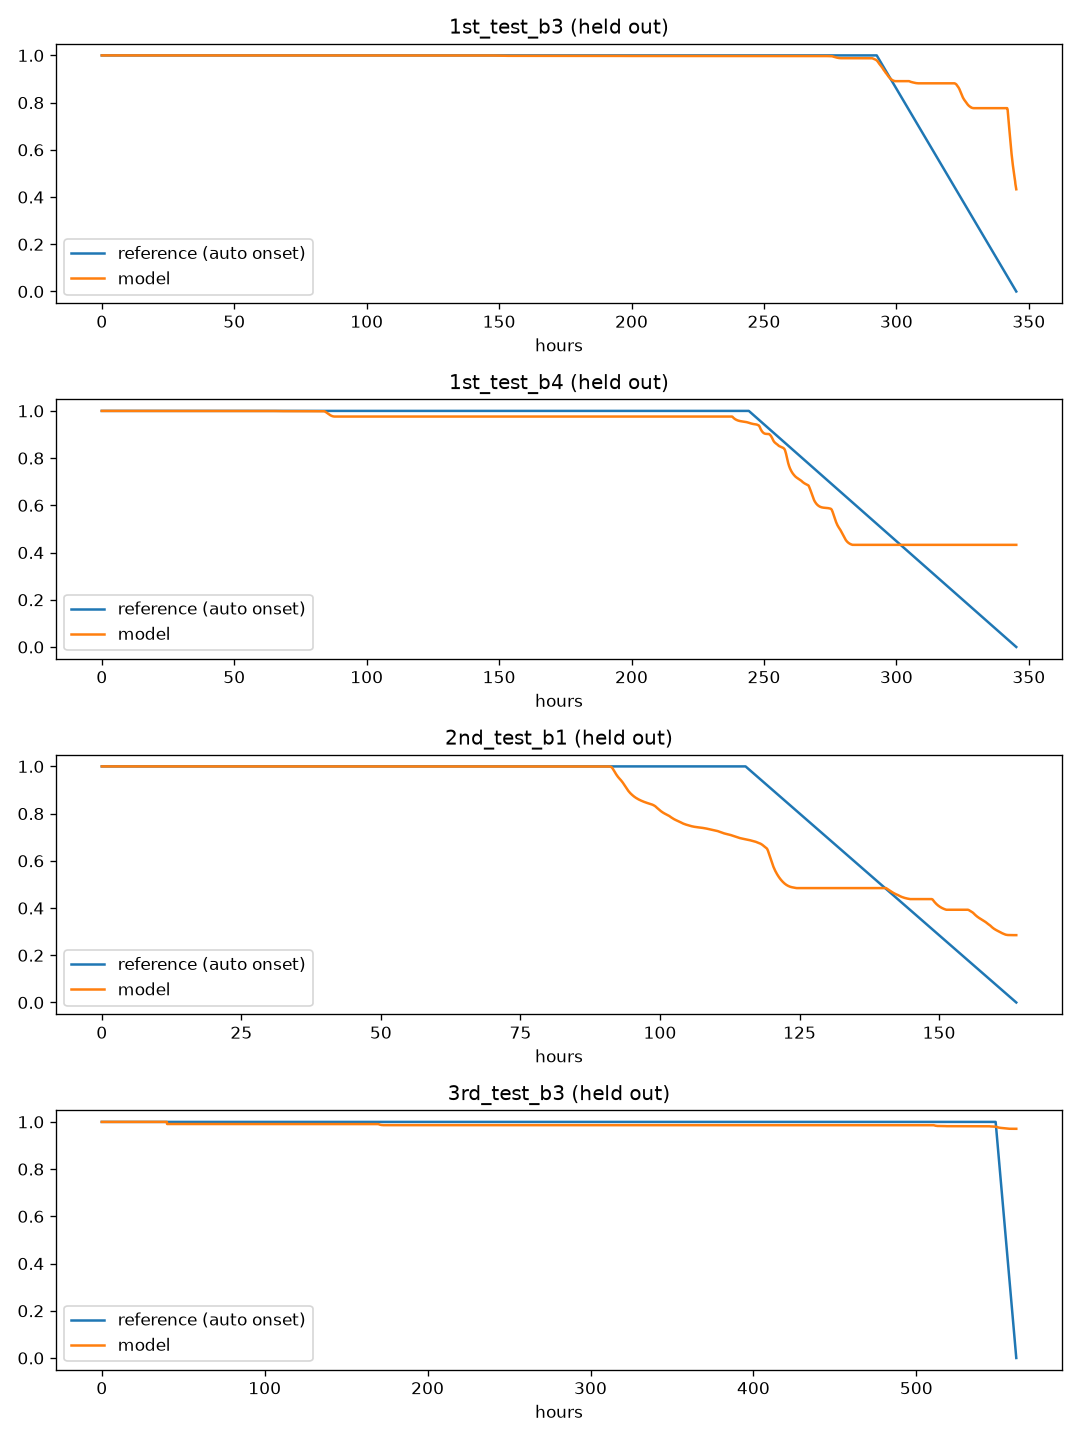 1st_test_b3 (held out)
1.0
0.8
0.6
0.4
0.2
0.0
reference (auto onset)
model
0 50 100 150 200 250 300 350
hours
1st_test_b4 (held out)
1.0
0.8
0.6
0.4
0.2
0.0
reference (auto onset)
model
0 50 100 150 200 250 300 350
hours
2nd_test_b1 (held out)
1.0
0.8
0.6
0.4
0.2
0.0
reference (auto onset)
model
0 25 50 75 100 125 150
hours
3rd_test_b3 (held out)
1.0
0.8
0.6
0.4
0.2
0.0
reference (auto onset)
model
0 100 200 300 400 500
hours